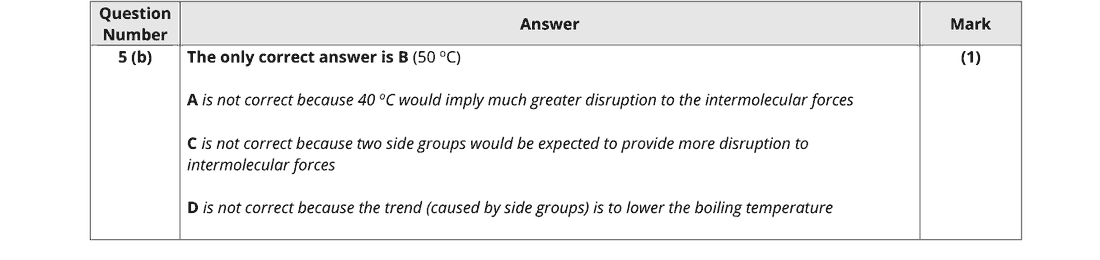 Question
Number
Answer
Mark
5 (b)
The only correct answer is B (50 ºC)
(1)
A is not correct because 40 ºC would imply much greater disruption to the intermolecular forces
C is not correct because two side groups would be expected to provide more disruption to
intermolecular forces
D is not correct because the trend (caused by side groups) is to lower the boiling temperature